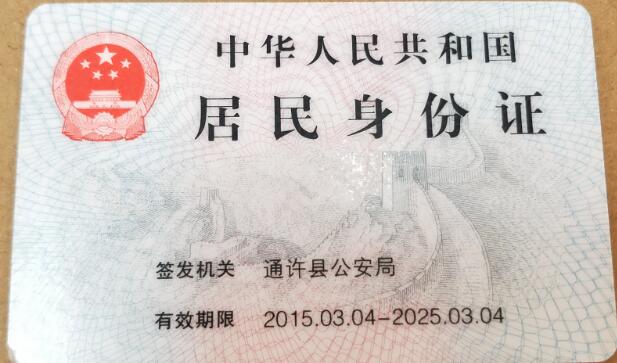 中华人民共和国
居民身份证
签发机关 通许县公安局
有效期限 2015.03.04-2025.03.04